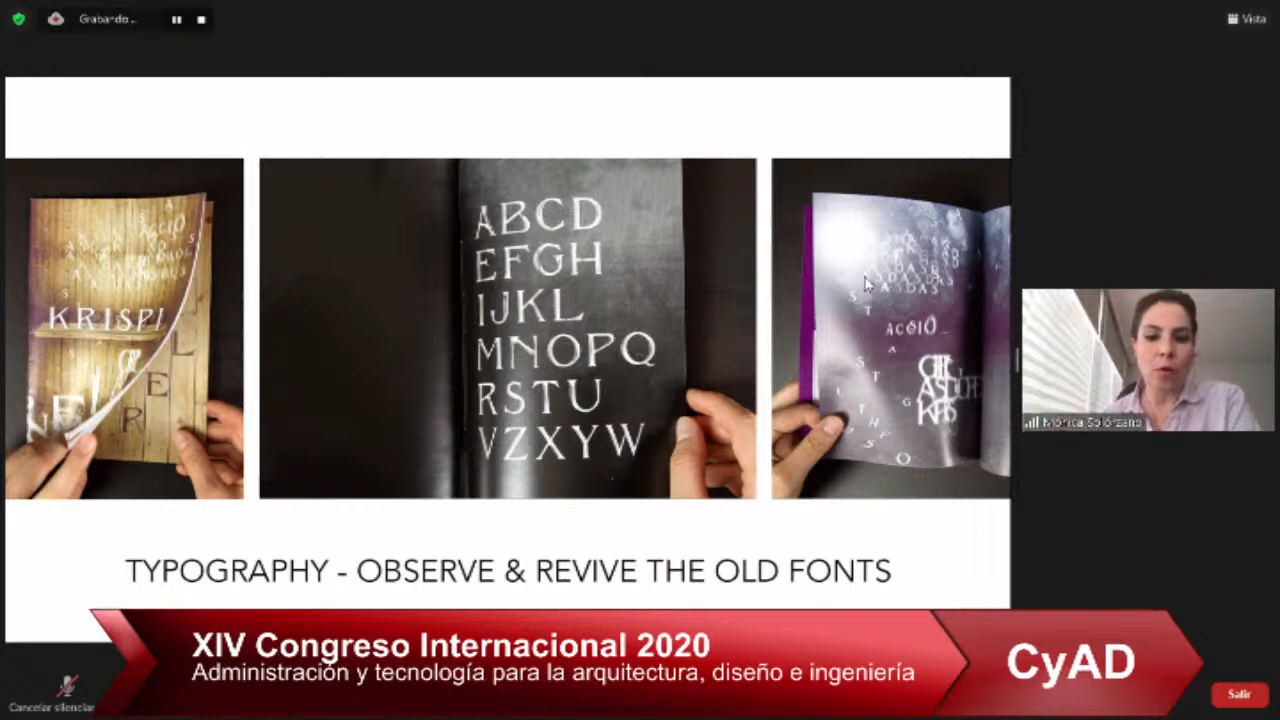 Grabando...
Vista
KRISPI
L
E
R
ABCD
EFGH
IJKL
MNOPQ
RSTU
VZXYW
ACCIÓ
TYPOGRAPHY - OBSERVE & REVIVE THE OLD FONTS
Mónica Solórzano
XIV Congreso Internacional 2020
Administración y tecnología para la arquitectura, diseño e ingeniería
CyAD
Cancelar silenciar
Salir